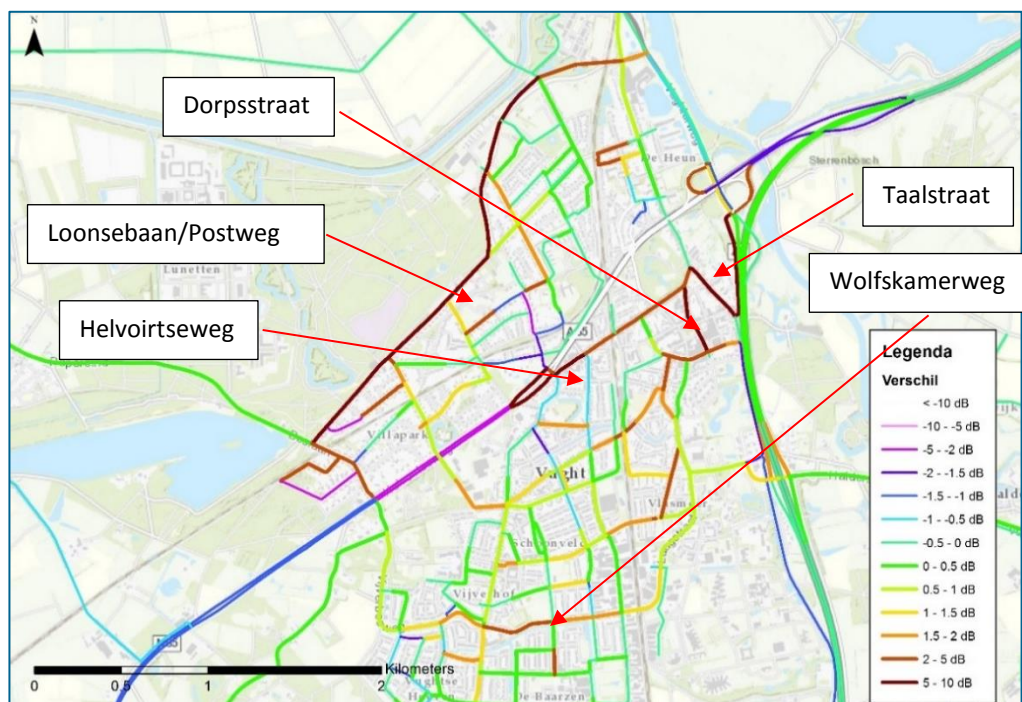 N
Dorpsstraat
De Heun
Sterrenbosch
Taalstraat
Loonsebaan/Postweg
Lunetten
Wolfskamerweg
Helvoirtseweg
Villapark
Vught
Vijverhof
De Baarzen
Kilometers
0 0,5 1 2
Legenda
Verschil
< -10 dB
-10 - -5 dB
-5 - -2 dB
-2 - -1.5 dB
-1.5 - -1 dB
-1 - -0.5 dB
-0.5 - 0 dB
0 - 0.5 dB
0.5 - 1 dB
1 - 1.5 dB
1.5 - 2 dB
2 - 5 dB
5 - 10 dB